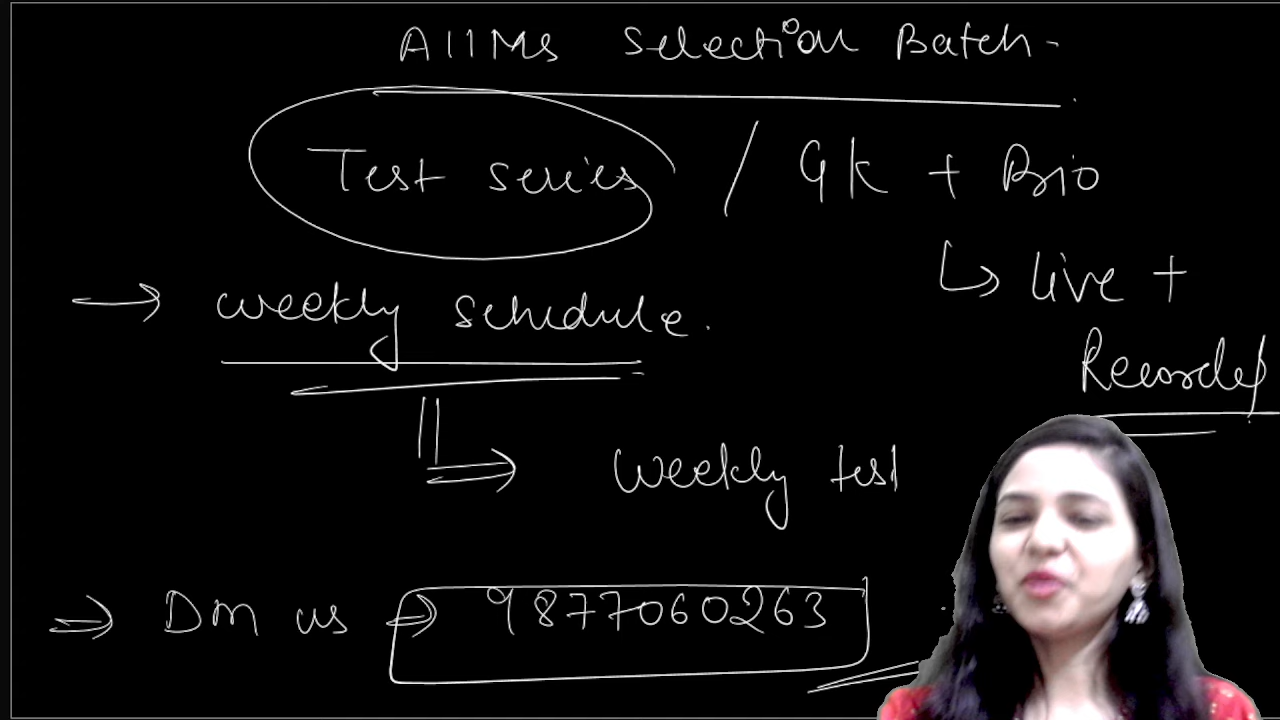 AIIMs Selection Batch -
Test series / GK + Bio
↳ live +
Recorded
→ weekly schedule.
⇒ Weekly test
⇒ Dm us ⇒ 9877060263